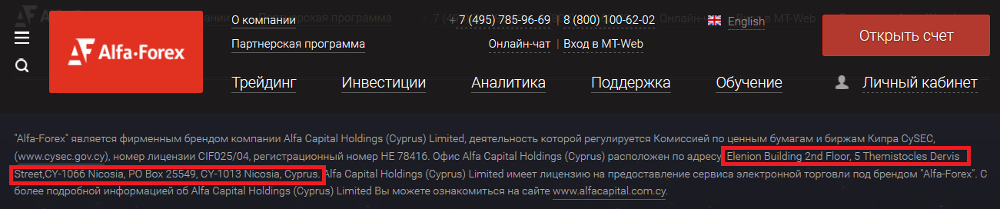 О компании
+ 7 (495) 785-96-69 | 8 (800) 100-62-02
English
Открыть счет
Alfa·Forex
Партнерская программа
Онлайн-чат | Вход в MT-Web
Трейдинг
Инвестиции
Аналитика
Поддержка
Обучение
Личный кабинет
"Alfa-Forex" является фирменным брендом компании Alfa Capital Holdings (Cyprus) Limited, деятельность которой регулируется Комиссией по ценным бумагам и биржам Кипра CySEC,
(www.cysec.gov.cy), номер лицензии CIF025/04, регистрационный номер HE 78416. Офис Alfa Capital Holdings (Cyprus) расположен по адресу Elenion Building 2nd Floor, 5 Themistocles Dervis
Street,CY-1066 Nicosia, PO Box 25549, CY-1013 Nicosia, Cyprus. Alfa Capital Holdings (Cyprus) Limited имеет лицензию на предоставление сервиса электронной торговли под брендом "Alfa-Forex". С
более подробной информацией об Alfa Capital Holdings (Cyprus) Limited Вы можете ознакомиться на сайте www.alfacapital.com.cy.